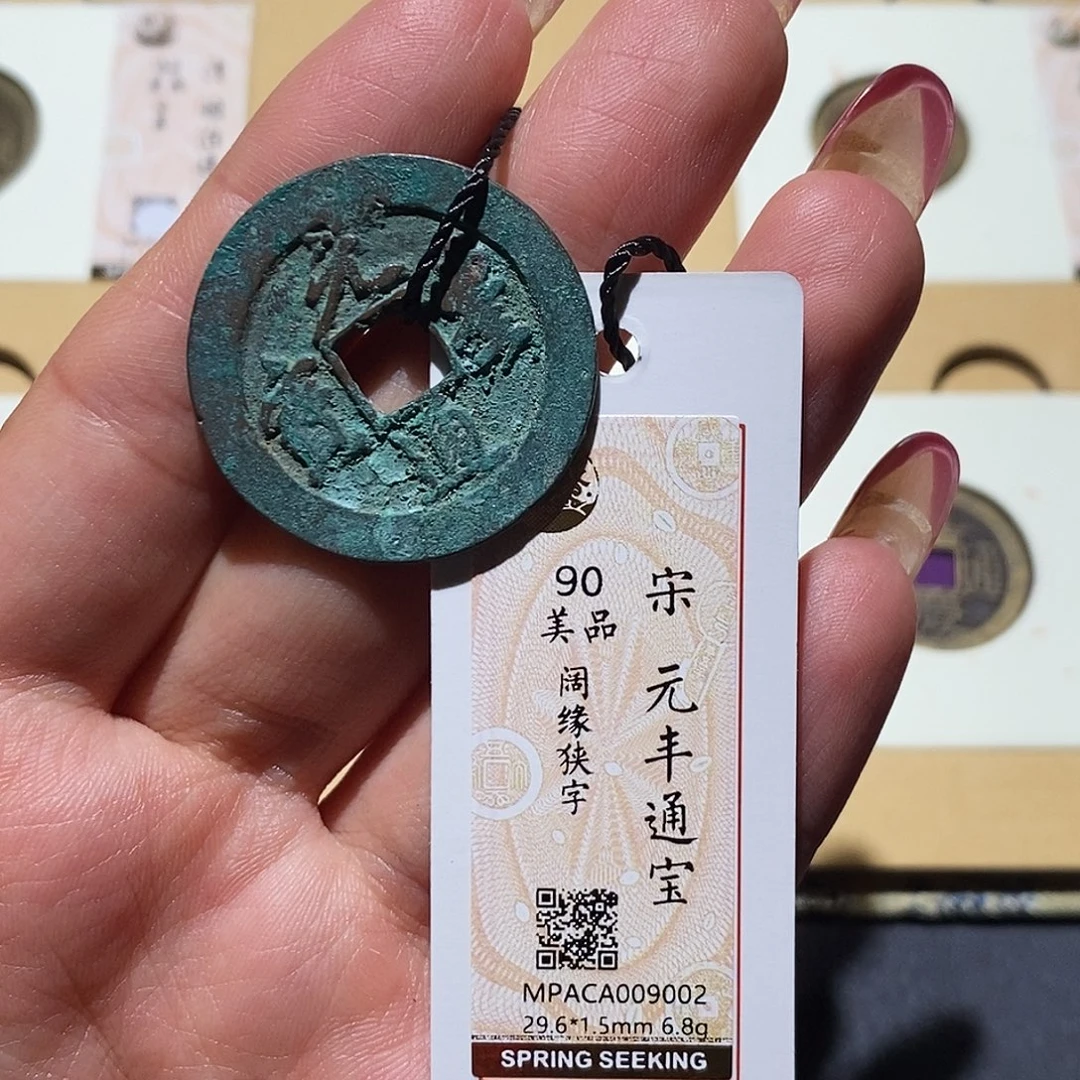 宋 元丰通宝
90
美品
阔缘狭字
MPACA009002
29.6*1.5mm 6.8g
SPRING SEEKING